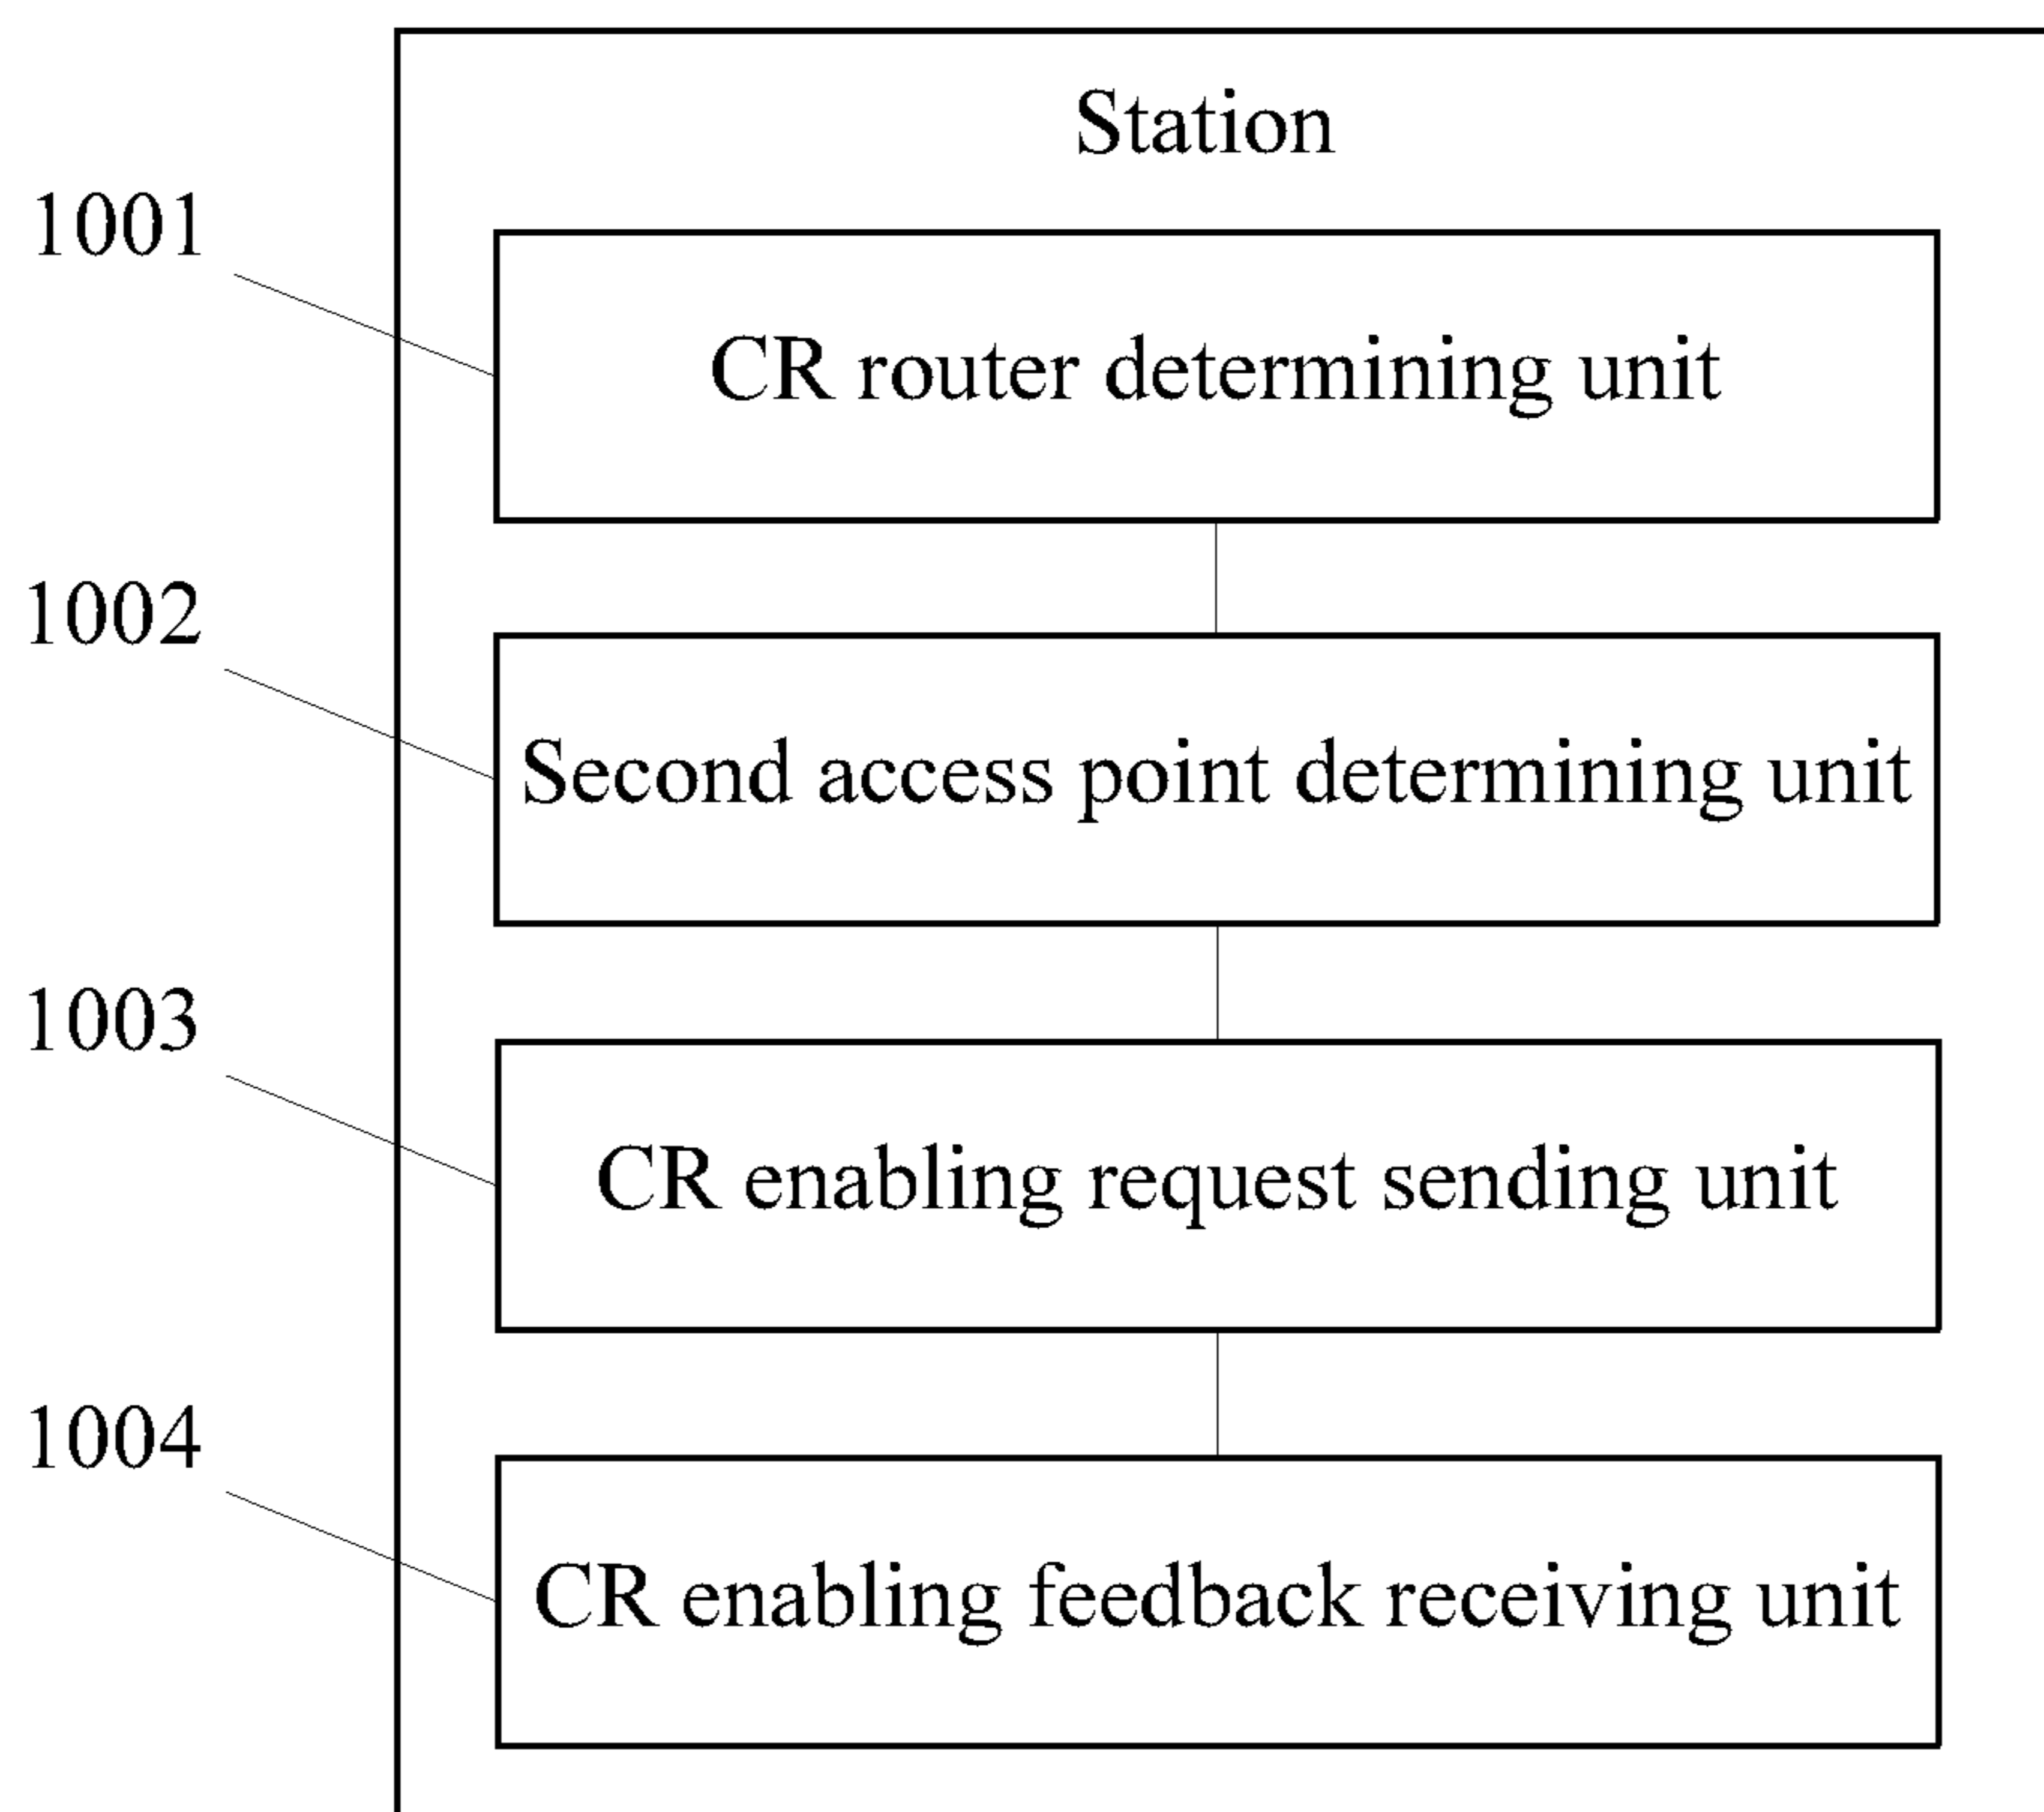 Station
1001
CR router determining unit
1002
Second access point determining unit
1003
CR enabling request sending unit
1004
CR enabling feedback receiving unit